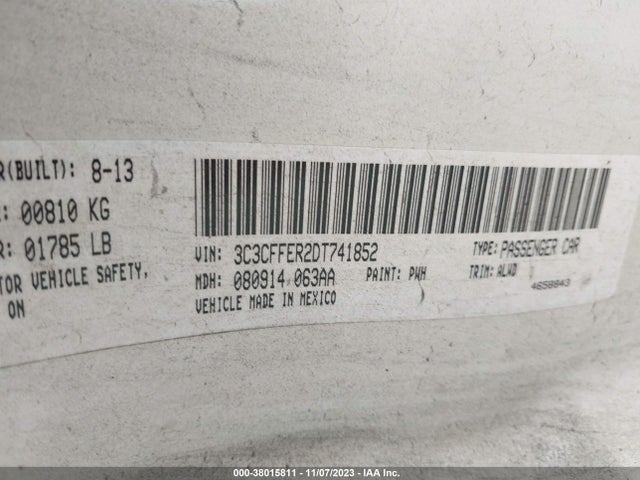 R(BUILT): 8-13
: 00810 KG
R: 01785 LB
TOR VEHICLE SAFETY,
ON
VIN: 3C3CFFER2DT741852
TYPE: PASSENGER CAR
MDH: 080914 063AA
PAINT: PWH
TRIM: ALWD
VEHICLE MADE IN MEXICO
4658843
000-38015811 - 11/07/2023 - IAA Inc.